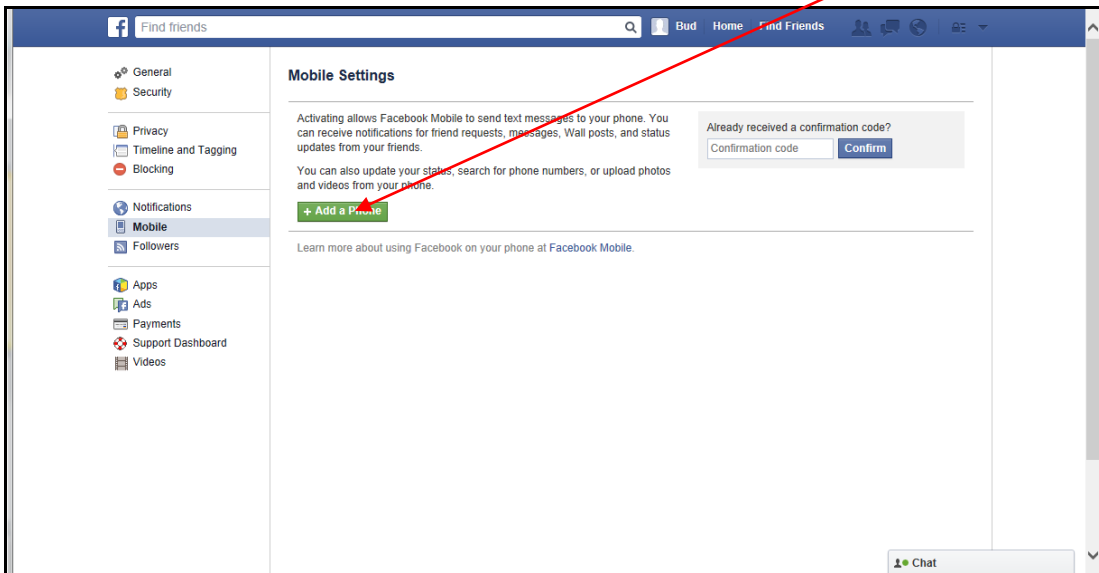 f Find friends Bud Home Find Friends
General
Security
Privacy
Timeline and Tagging
Blocking
Notifications
Mobile
Followers
Apps
Ads
Payments
Support Dashboard
Videos
Mobile Settings
Activating allows Facebook Mobile to send text messages to your phone. You
can receive notifications for friend requests, messages, Wall posts, and status
updates from your friends.
You can also update your status, search for phone numbers, or upload photos
and videos from your phone.
+ Add a Phone
Learn more about using Facebook on your phone at Facebook Mobile.
Already received a confirmation code?
Confirmation code Confirm
Chat